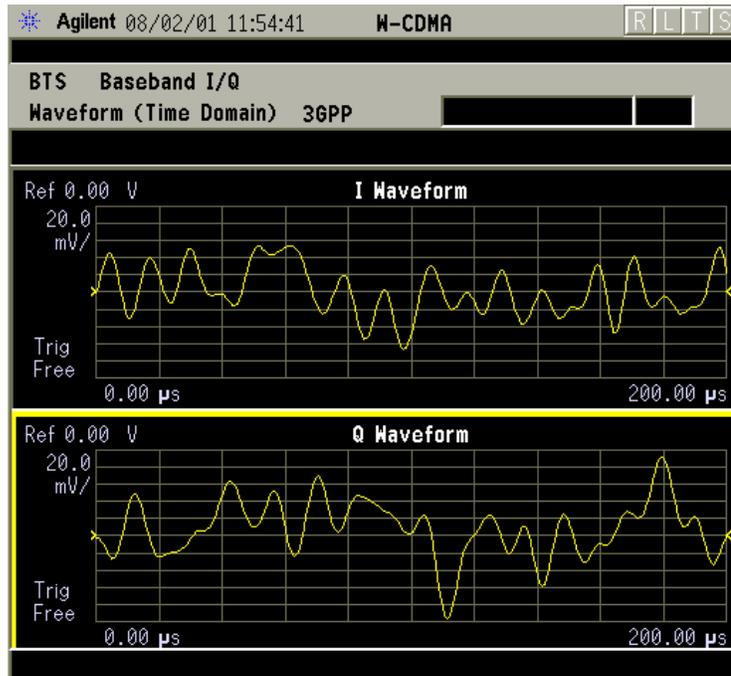 Agilent 08/02/01 11:54:41 W-CDMA R L T S
BTS Baseband I/Q
Waveform (Time Domain) 3GPP
Ref 0.00 V I Waveform
20.0
mV/
Trig
Free
0.00 µs 200.00 µs
Ref 0.00 V Q Waveform
20.0
mV/
Trig
Free
0.00 µs 200.00 µs